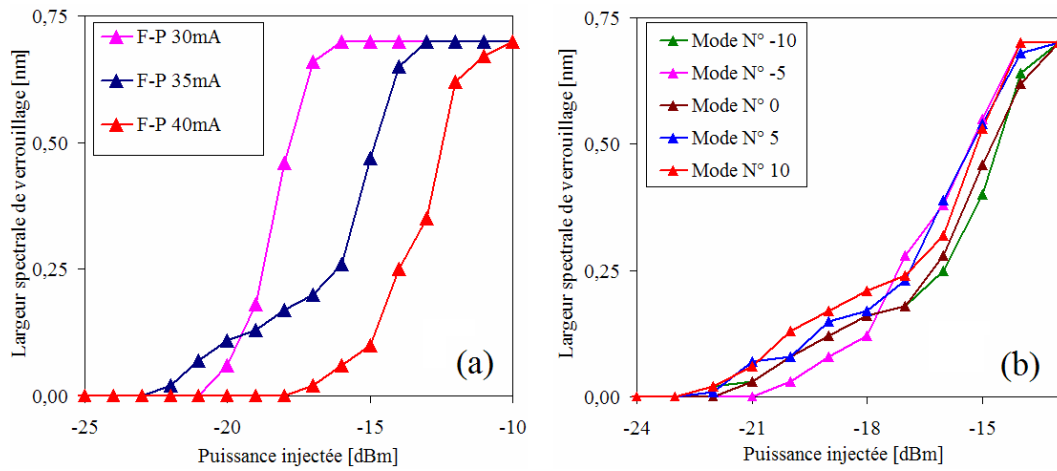 Largeur spectrale de verrouillage [nm]
0,75
0,50
0,25
0,00
F-P 30mA
F-P 35mA
F-P 40mA
(a)
-25
-20
-15
-10
Puissance injectée [dBm]
Largeur spectrale de verrouillage [nm]
0,75
0,50
0,25
0,00
Mode N° -10
Mode N° -5
Mode N° 0
Mode N° 5
Mode N° 10
(b)
-24
-21
-18
-15
Puissance injectée [dBm]